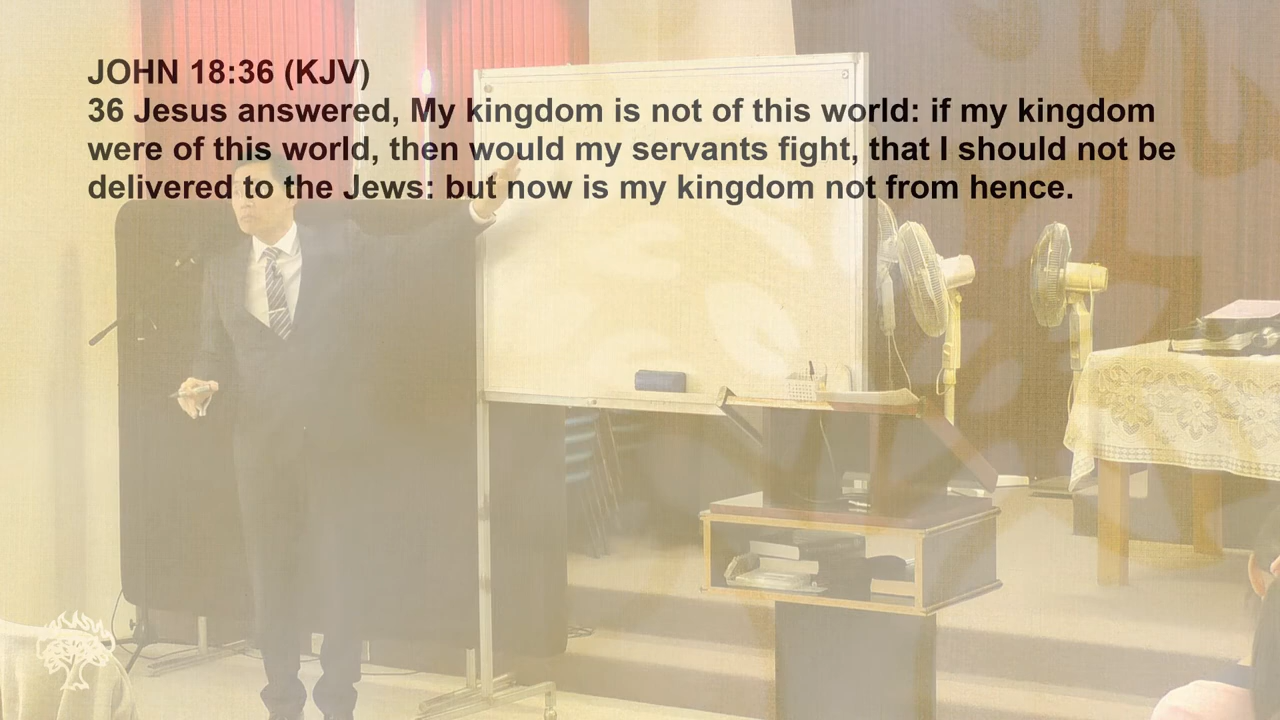 JOHN 18:36 (KJV)
36 Jesus answered, My kingdom is not of this world: if my kingdom
were of this world, then would my servants fight, that I should not be
delivered to the Jews: but now is my kingdom not from hence.